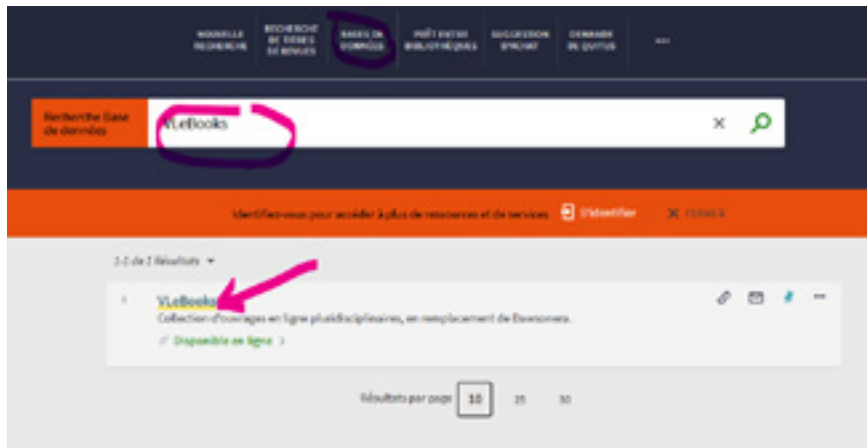 NOUVELLE RECHERCHE
RECHERCHE DE TITRES DE REVUES
BASES DE DONNÉES
PRÊT ENTRE BIBLIOTHÈQUES
SUGGESTION D'ACHAT
DEMANDE DE QUITUS
Recherche Base de données
VLeBooks
Identifiez-vous pour accéder à plus de ressources et de services
S'identifier
FERMER
1-1 de 1 Résultats
1
VLeBooks
Collection d'ouvrages en ligne pluridisciplinaires, en remplacement de Dawsonera.
Disponible en ligne
Résultats par page 10 25 50